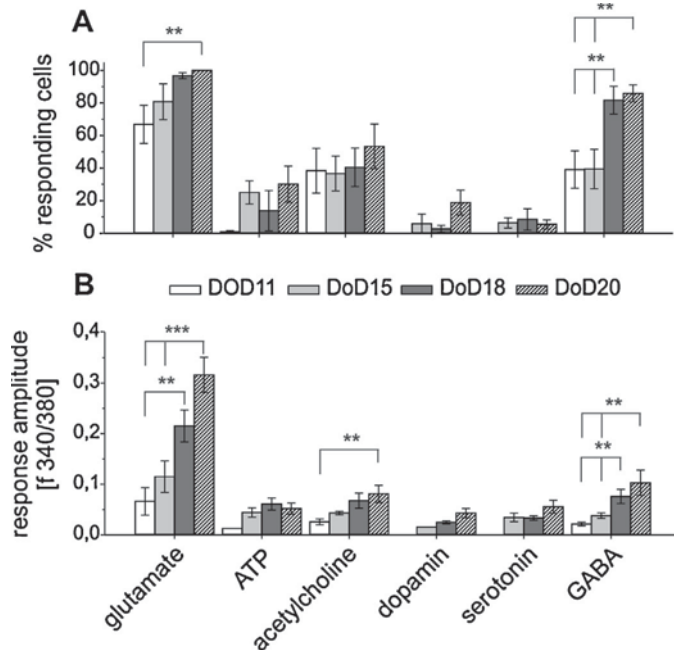 A
**
**
**
100
80
60
40
20
0
% responding cells
DOD11 DoD15 DoD18 DoD20
B
0,4
0,3
0,2
0,1
0,0
response amplitude
[f 340/380]
***
**
**
**
**
glutamate
ATP
acetylcholine
dopamin
serotonin
GABA